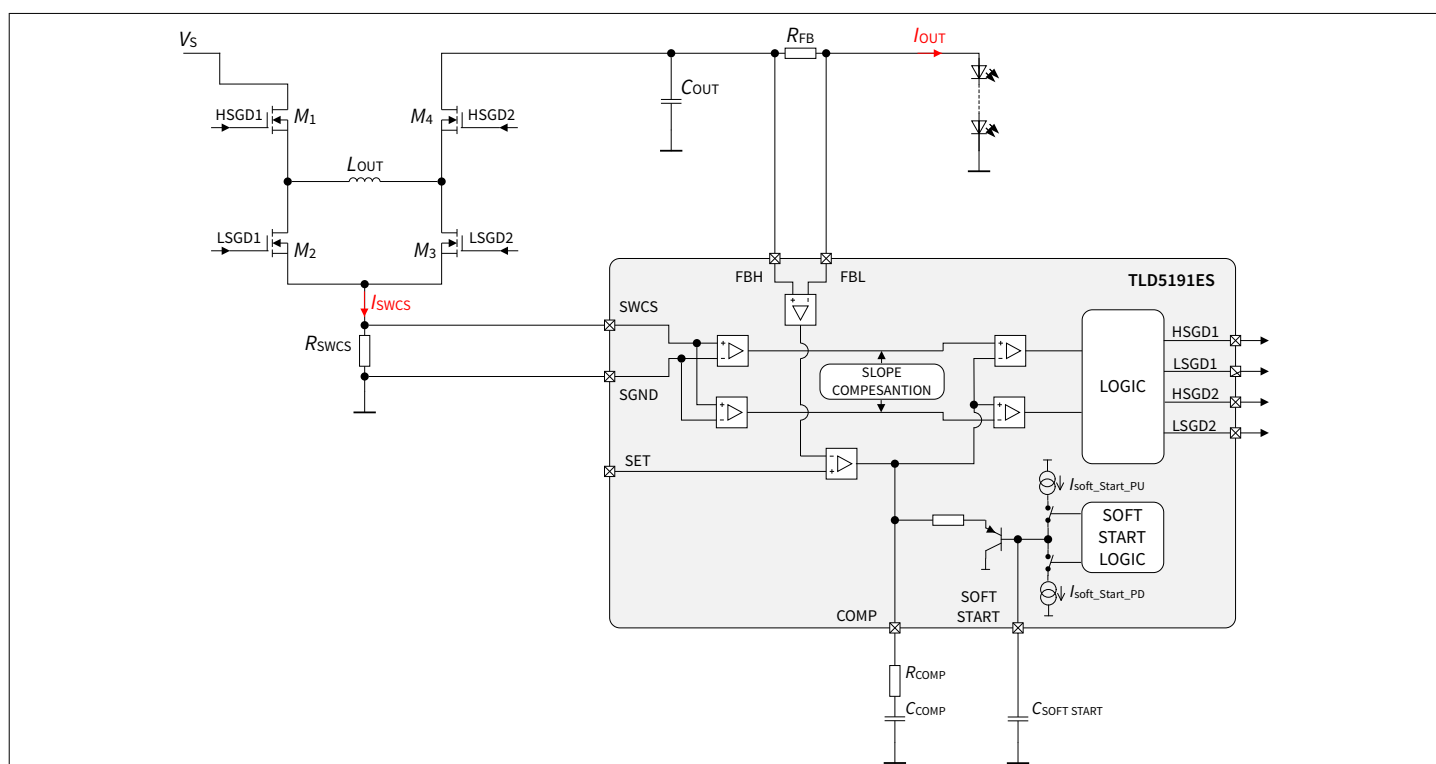 VS
RFB
IOUT
COUT
HSGD1
M1
M4
HSGD2
LOUT
LSGD1
M2
M3
LSGD2
FBH
FBL
TLD5191ES
ISWCS
SWCS
RSWCS
SGND
SLOPE
COMPESANTION
LOGIC
HSGD1
LSGD1
HSGD2
LSGD2
SET
Isoft_Start_PU
SOFT
START
LOGIC
Isoft_Start_PD
COMP
SOFT
START
RCOMP
CCOMP
CSOFT START